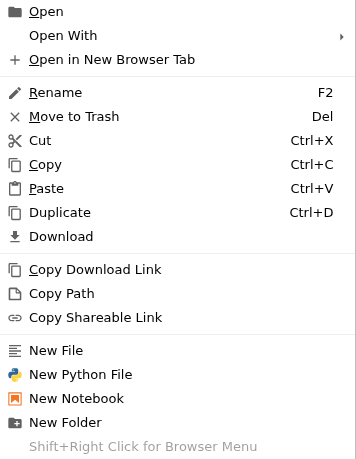 Open
Open With
Open in New Browser Tab
Rename F2
Move to Trash Del
Cut Ctrl+X
Copy Ctrl+C
Paste Ctrl+V
Duplicate Ctrl+D
Download
Copy Download Link
Copy Path
Copy Shareable Link
New File
New Python File
New Notebook
New Folder
Shift+Right Click for Browser Menu